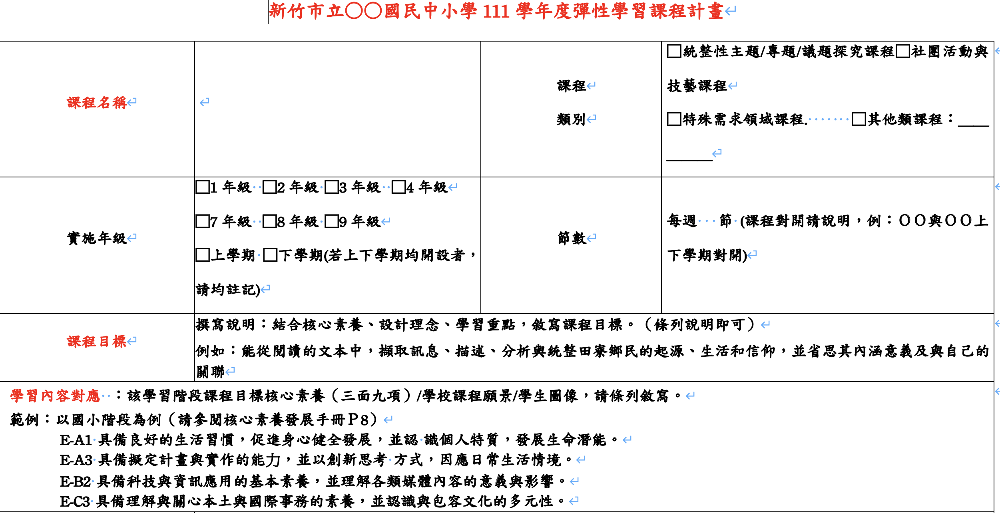 新竹市立○○國民中小學 111 學年度彈性學習課程計畫
課程名稱
課程
類別
□統整性主題/專題/議題探究課程□社團活動與
技藝課程
□特殊需求領域課程. □其他類課程：____
______
實施年級
□1 年級 □2 年級 □3 年級 □4 年級
□7 年級 □8 年級 □9 年級
□上學期 □下學期(若上下學期均開設者，
請均註記)
節數
每週 節 (課程對開請說明，例：ＯＯ與ＯＯ上
下學期對開)
課程目標
撰寫說明：結合核心素養、設計理念、學習重點，敘寫課程目標。（條列說明即可）
例如：能從閱讀的文本中，擷取訊息、描述、分析與統整田寮鄉民的起源、生活和信仰，並省思其內涵意義及與自己的
關聯
學習內容對應 ：該學習階段課程目標核心素養（三面九項）/學校課程願景/學生圖像，請條列敘寫。
範例：以國小階段為例（請參閱核心素養發展手冊Ｐ8）
E-A1 具備良好的生活習慣，促進身心健全發展，並認 識個人特質，發展生命潛能。
E-A3 具備擬定計畫與實作的能力，並以創新思考 方式，因應日常生活情境。
E-B2 具備科技與資訊應用的基本素養，並理解各類媒體內容的意義與影響。
E-C3 具備理解與關心本土與國際事務的素養，並認識與包容文化的多元性。